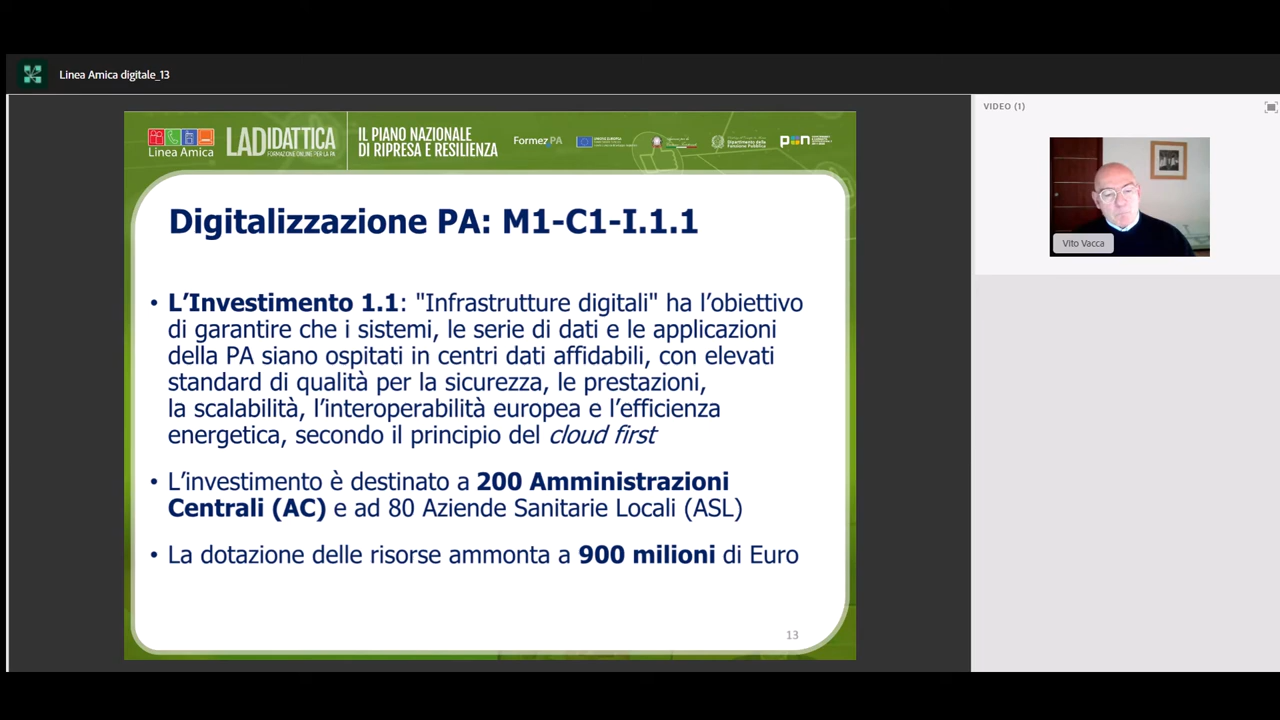 Linea Amica digitale_13
VIDEO (1)
Linea Amica
LADIDATTICA
FORMAZIONE ONLINE PER LA PA
IL PIANO NAZIONALE
DI RIPRESA E RESILIENZA
FormezPA
UNIONE EUROPEA
Dipartimento della
Funzione Pubblica
pon
Digitalizzazione PA: M1-C1-I.1.1
• L’Investimento 1.1: "Infrastrutture digitali" ha l’obiettivo
di garantire che i sistemi, le serie di dati e le applicazioni
della PA siano ospitati in centri dati affidabili, con elevati
standard di qualità per la sicurezza, le prestazioni,
la scalabilità, l’interoperabilità europea e l’efficienza
energetica, secondo il principio del cloud first
• L’investimento è destinato a 200 Amministrazioni
Centrali (AC) e ad 80 Aziende Sanitarie Locali (ASL)
• La dotazione delle risorse ammonta a 900 milioni di Euro
13
Vito Vacca